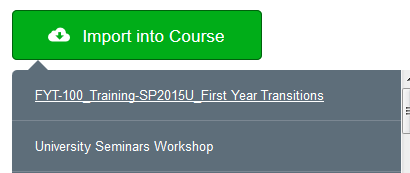 Import into Course
FYT-100_Training-SP2015U_First Year Transitions
University Seminars Workshop